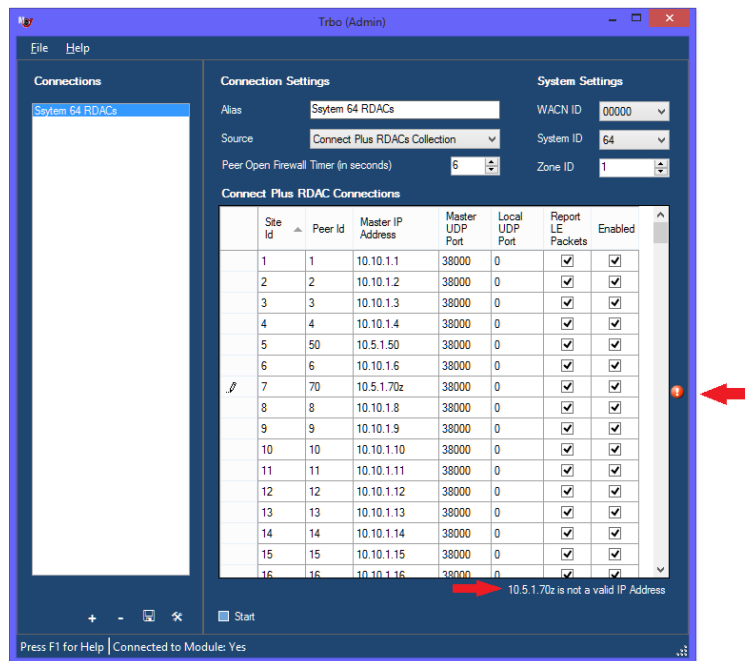 Trbo (Admin)
File Help
Connections
Ssytem 64 RDACs
Connection Settings
System Settings
Alias Ssytem 64 RDACs
WACN ID 00000
Source Connect Plus RDACs Collection
System ID 64
Peer Open Firewall Timer (in seconds) 6
Zone ID 1
Connect Plus RDAC Connections
Site Id Peer Id Master IP Address Master UDP Port Local UDP Port Report LE Packets Enabled
1 1 10.10.1.1 38000 0
2 2 10.10.1.2 38000 0
3 3 10.10.1.3 38000 0
4 4 10.10.1.4 38000 0
5 50 10.5.1.50 38000 0
6 6 10.10.1.6 38000 0
7 70 10.5.1.70z 38000 0
8 8 10.10.1.8 38000 0
9 9 10.10.1.9 38000 0
10 10 10.10.1.10 38000 0
11 11 10.10.1.11 38000 0
12 12 10.10.1.12 38000 0
13 13 10.10.1.13 38000 0
14 14 10.10.1.14 38000 0
15 15 10.10.1.15 38000 0
16 16 10.10.1.16 38000 0
10.5.1.70z is not a valid IP Address
+ - Start
Press F1 for Help Connected to Module: Yes